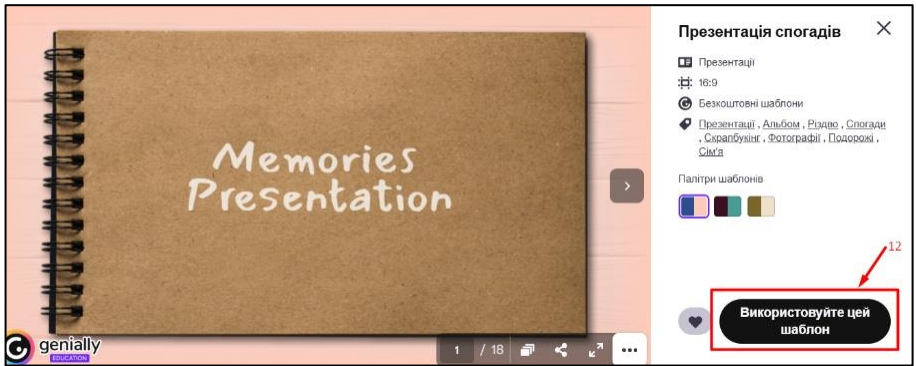 Memories
Presentation
genially
EDUCATION
1 / 18
Презентація спогадів
Презентації
16:9
Безкоштовні шаблони
Презентації , Альбом , Різдво , Спогади
, Скрапбукінг , Фотографії , Подорожі ,
Сім'я
Палітри шаблонів
12
Використовуйте цей
шаблон